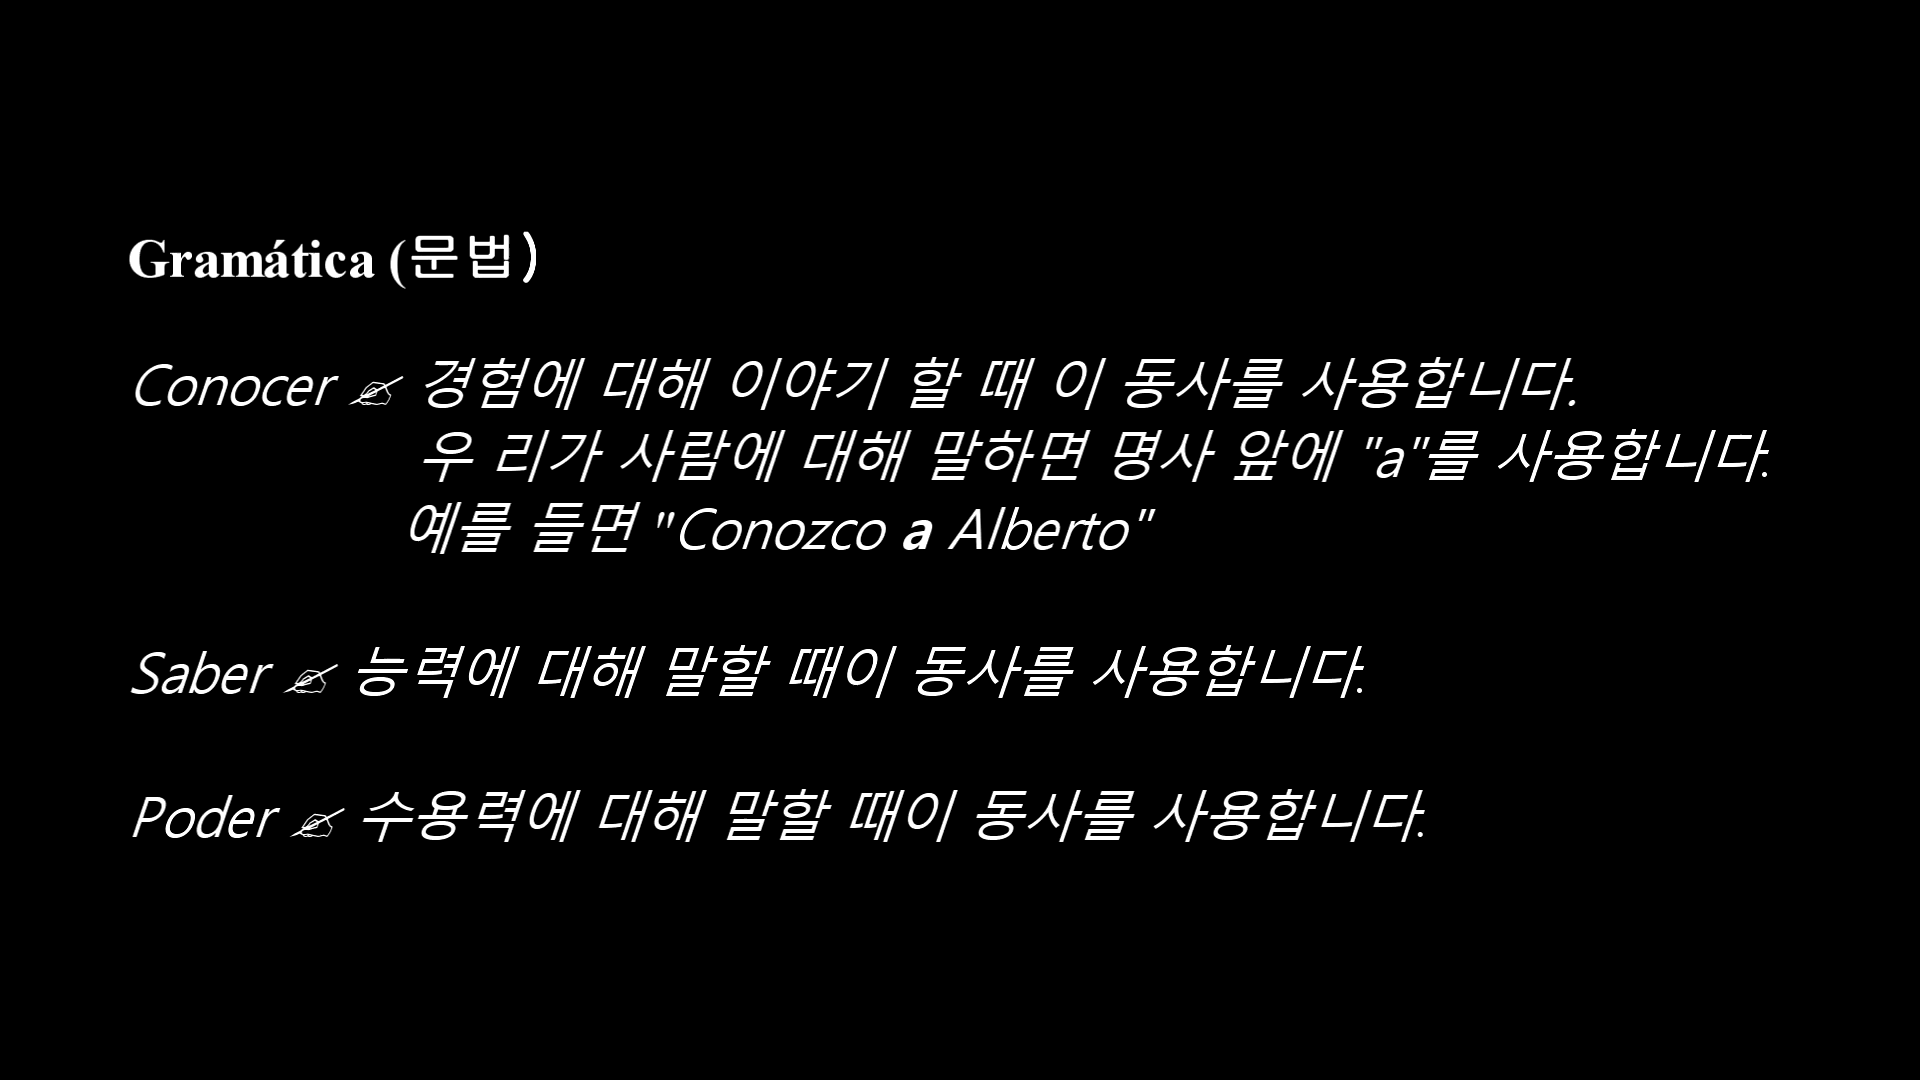 Gramática (문법)
Conocer ✍ 경험에 대해 이야기 할 때 이 동사를 사용합니다.
우 리가 사람에 대해 말하면 명사 앞에 "a"를 사용합니다.
예를 들면 "Conozco a Alberto"
Saber ✍ 능력에 대해 말할 때이 동사를 사용합니다.
Poder ✍ 수용력에 대해 말할 때이 동사를 사용합니다.